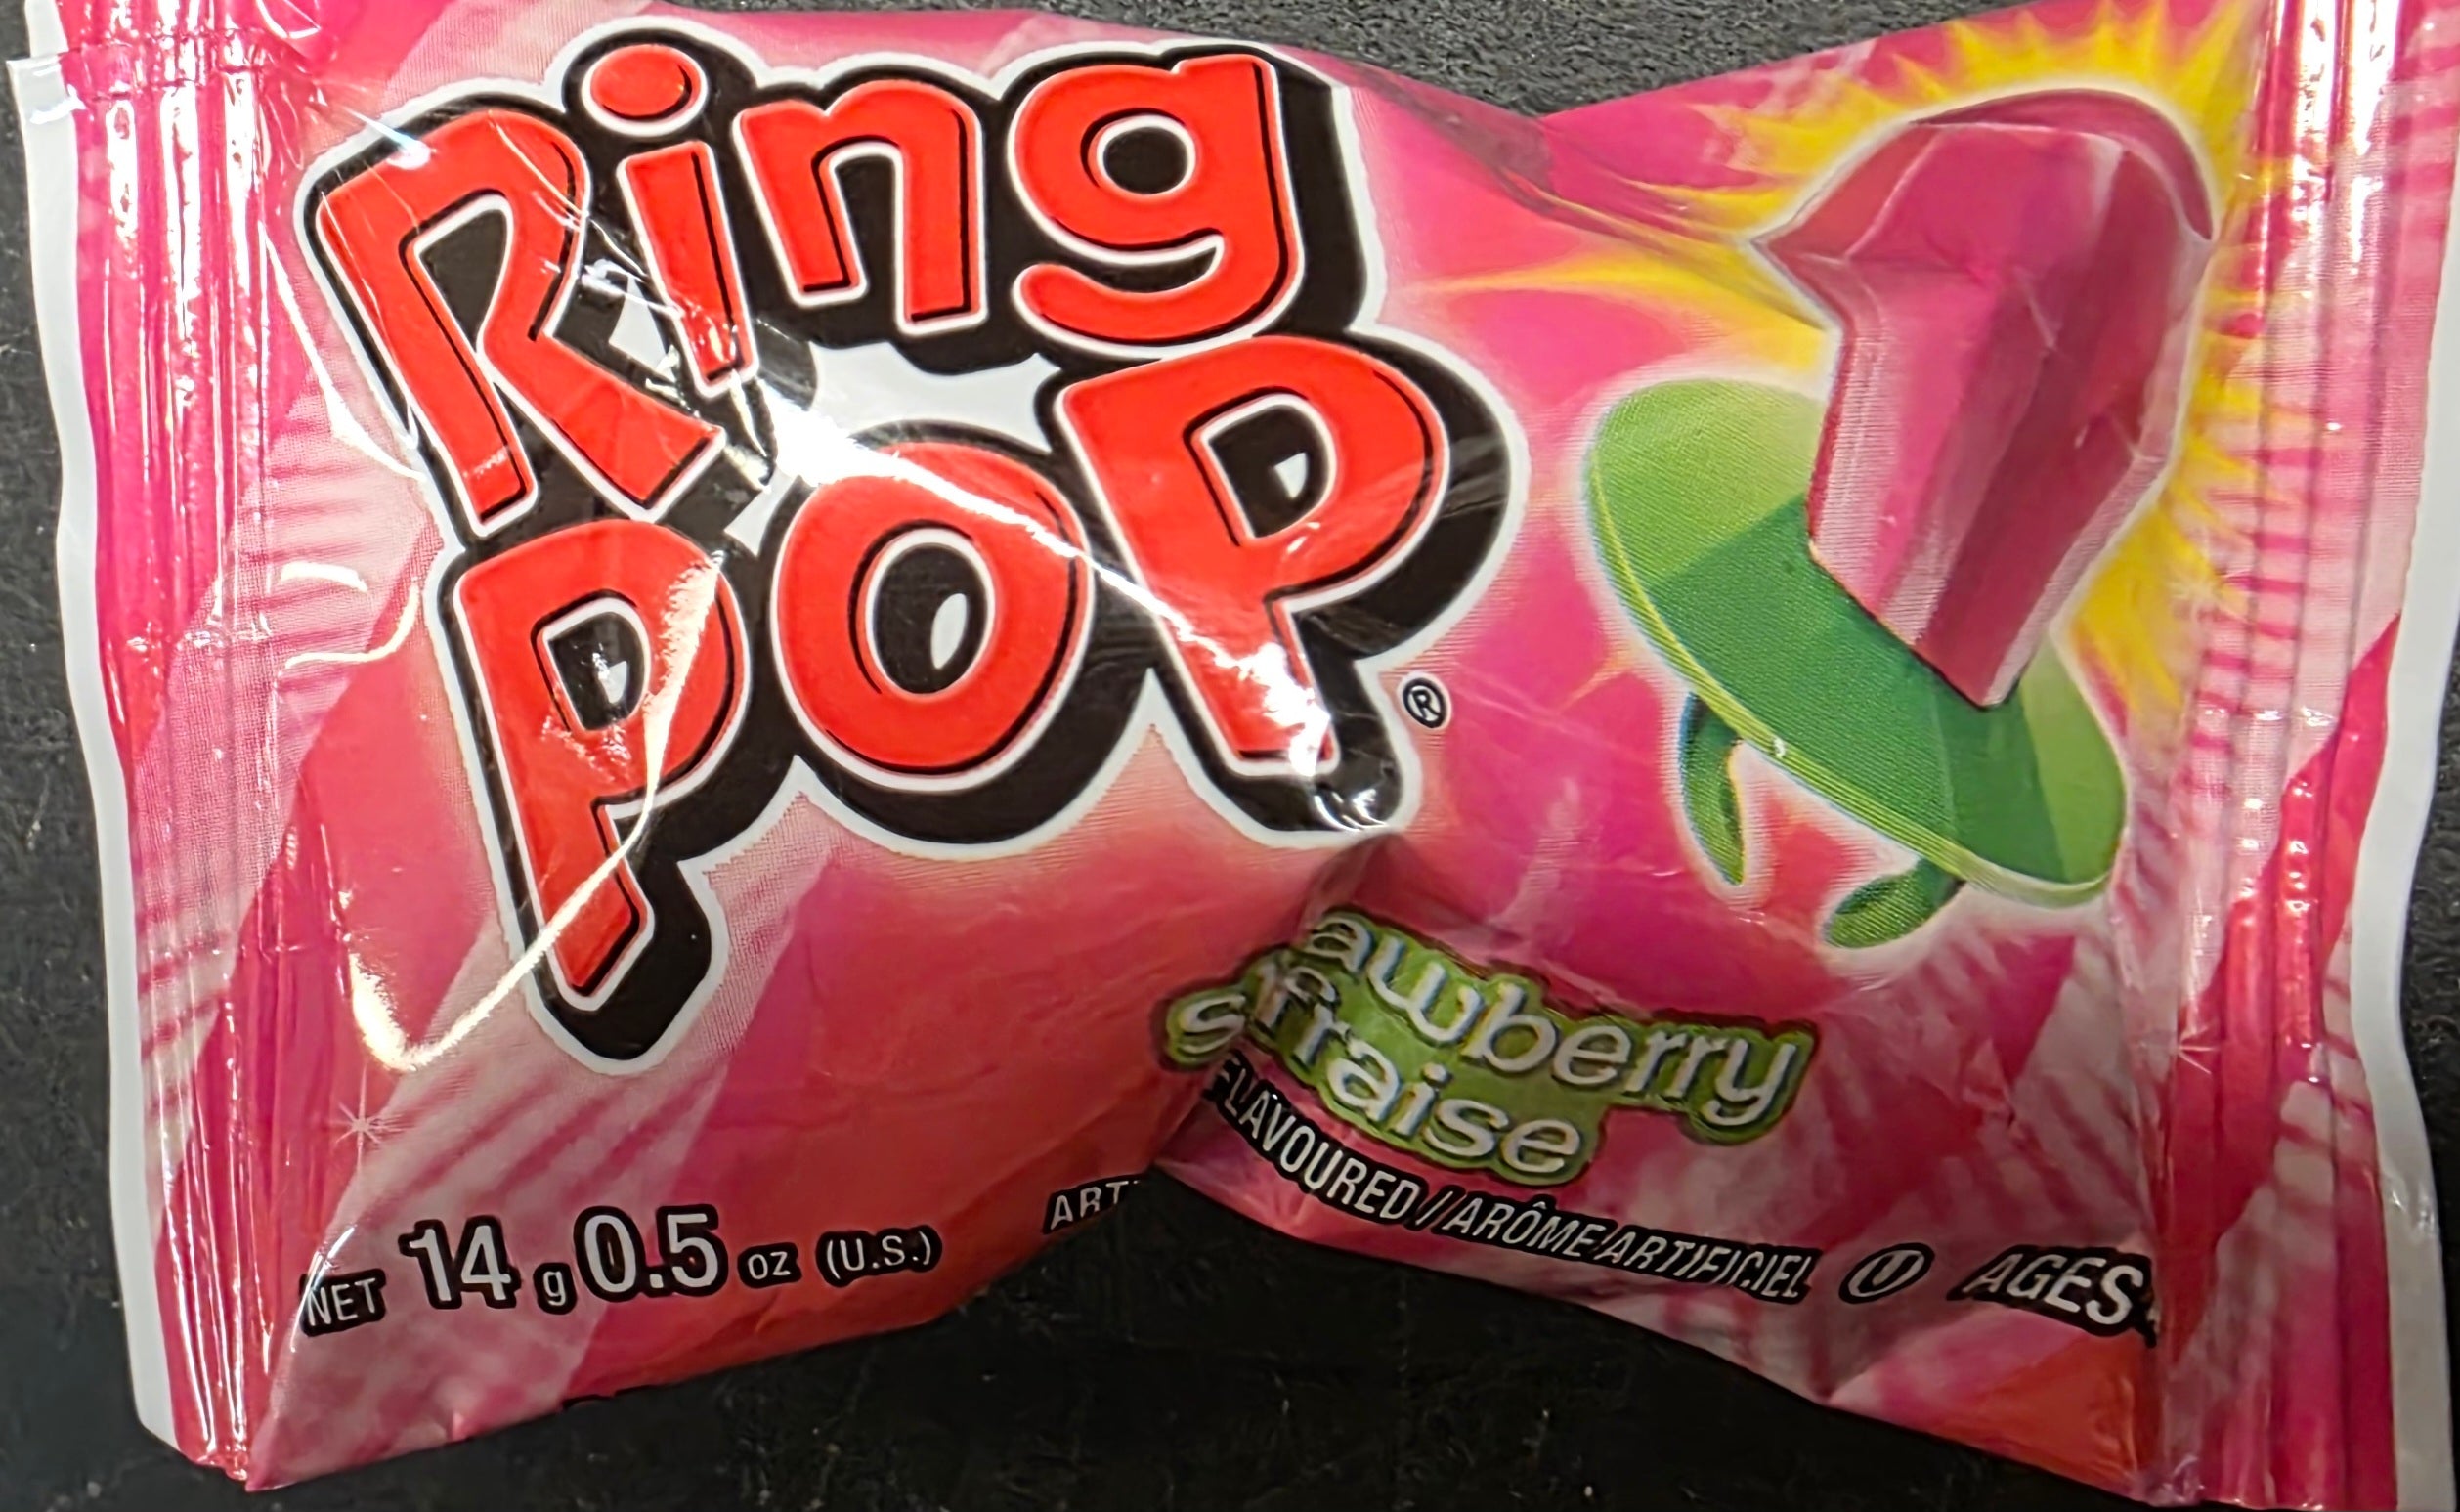 Ring
POP®
awberry
fraise
NET 14 g 0.5 oz (U.S.)
FLAVOURED / ARÔME ARTIFICIEL U AGES